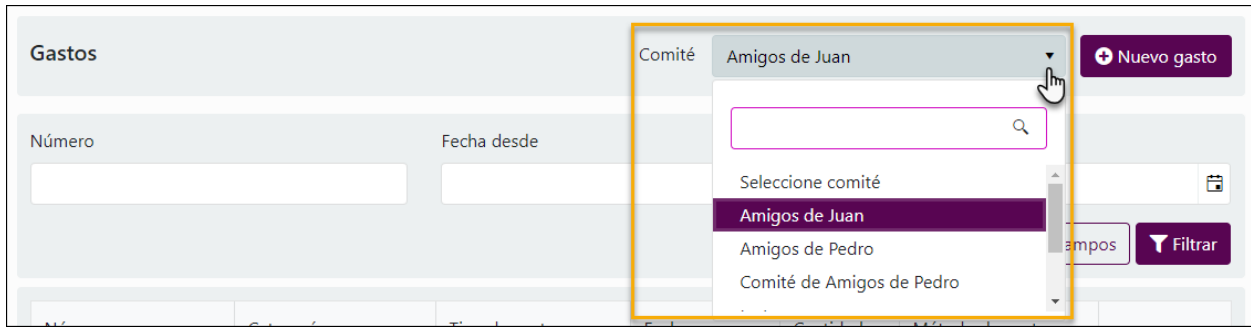 Gastos
Comité
Amigos de Juan
Nuevo gasto
Número
Fecha desde
Seleccione comité
Amigos de Juan
Amigos de Pedro
Comité de Amigos de Pedro
Filtrar